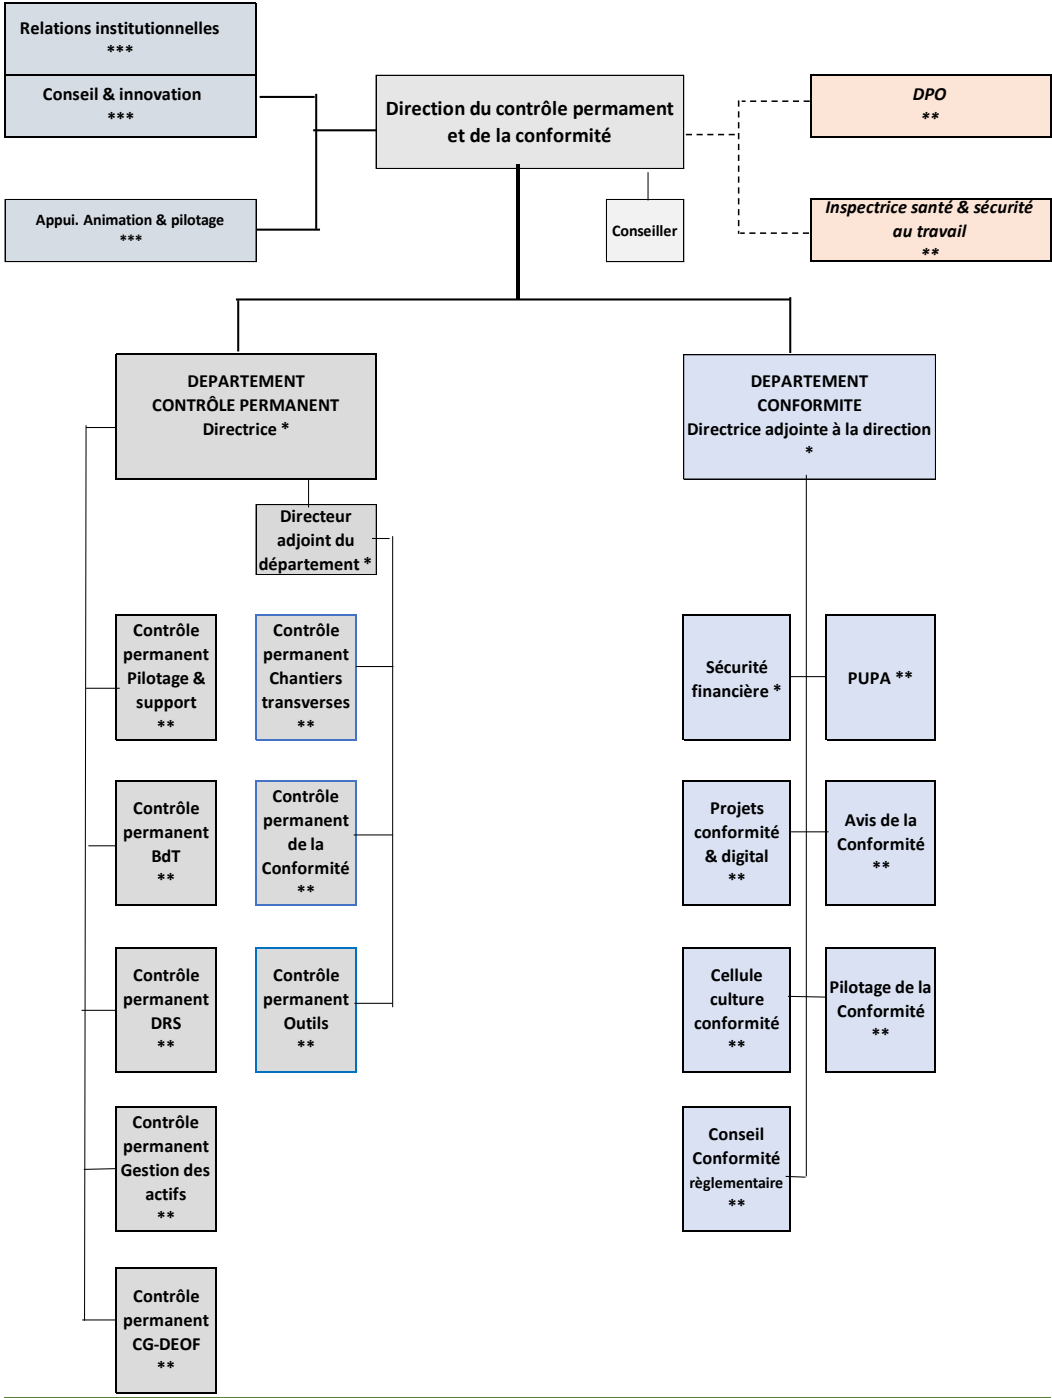 Relations institutionnelles
***
Conseil & innovation
***
Direction du contrôle permament
et de la conformité
DPO
**
Appui. Animation & pilotage
***
Conseiller
Inspectrice santé & sécurité
au travail
**
DEPARTEMENT
CONTRÔLE PERMANENT
Directrice *
DEPARTEMENT
CONFORMITE
Directrice adjointe à la direction
*
Directeur
adjoint du
département *
Contrôle
permanent
Pilotage &
support
**
Contrôle
permanent
Chantiers
transverses
**
Sécurité
financière *
PUPA **
Contrôle
permanent
BdT
**
Contrôle
permanent
de la
Conformité
**
Projets
conformité
& digital
**
Avis de la
Conformité
**
Contrôle
permanent
DRS
**
Contrôle
permanent
Outils
**
Cellule
culture
conformité
**
Pilotage de la
Conformité
**
Contrôle
permanent
Gestion des
actifs
**
Conseil
Conformité
règlementaire
**
Contrôle
permanent
CG-DEOF
**